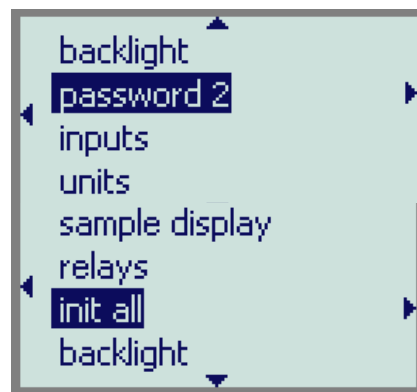 backlight
password 2
inputs
units
sample display
relays
init all
backlight